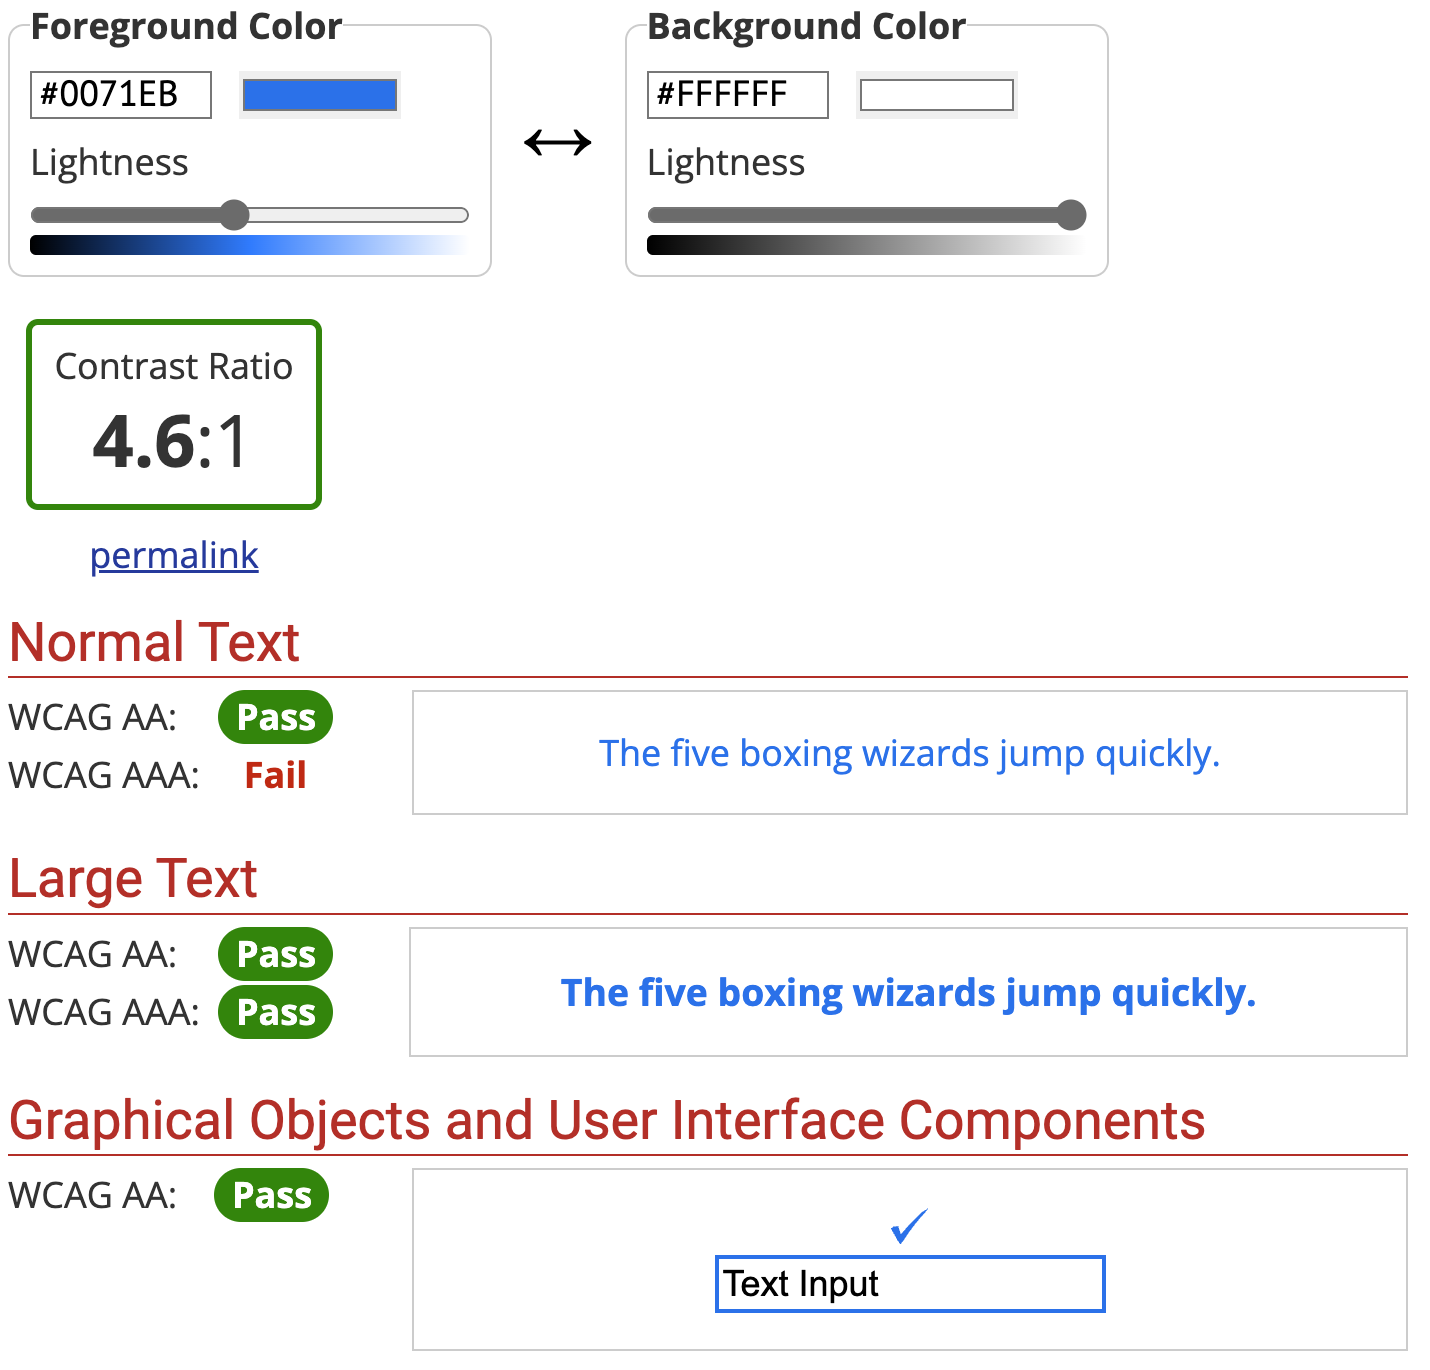 Foreground Color
#0071EB
Lightness
Background Color
#FFFFFF
Lightness
Contrast Ratio
4.6:1
permalink
Normal Text
WCAG AA: Pass
WCAG AAA: Fail
The five boxing wizards jump quickly.
Large Text
WCAG AA: Pass
WCAG AAA: Pass
The five boxing wizards jump quickly.
Graphical Objects and User Interface Components
WCAG AA: Pass
Text Input